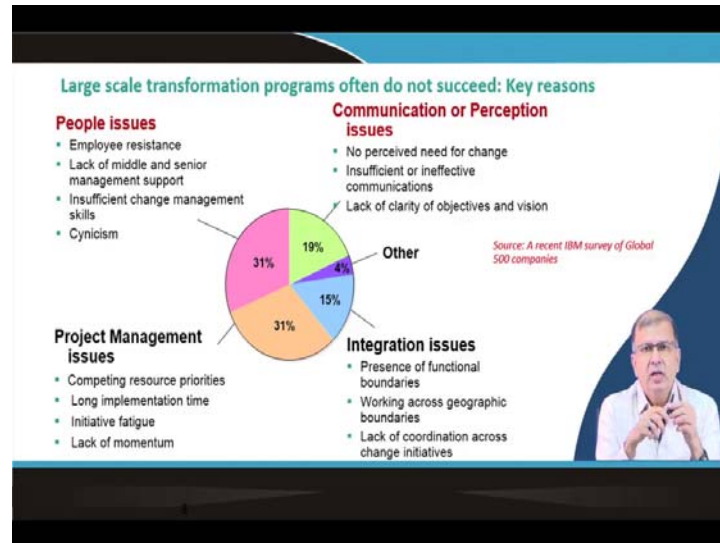 Large scale transformation programs often do not succeed: Key reasons
People issues
Employee resistance
Lack of middle and senior
management support
Insufficient change management
skills
Cynicism
Communication or Perception
issues
No perceived need for change
Insufficient or ineffective
communications
Lack of clarity of objectives and vision
19%
31%
4%
15%
31%
Other
Source: A recent IBM survey of Global
500 companies
Project Management
issues
Competing resource priorities
Long implementation time
Initiative fatigue
Lack of momentum
Integration issues
Presence of functional
boundaries
Working across geographic
boundaries
Lack of coordination across
change initiatives